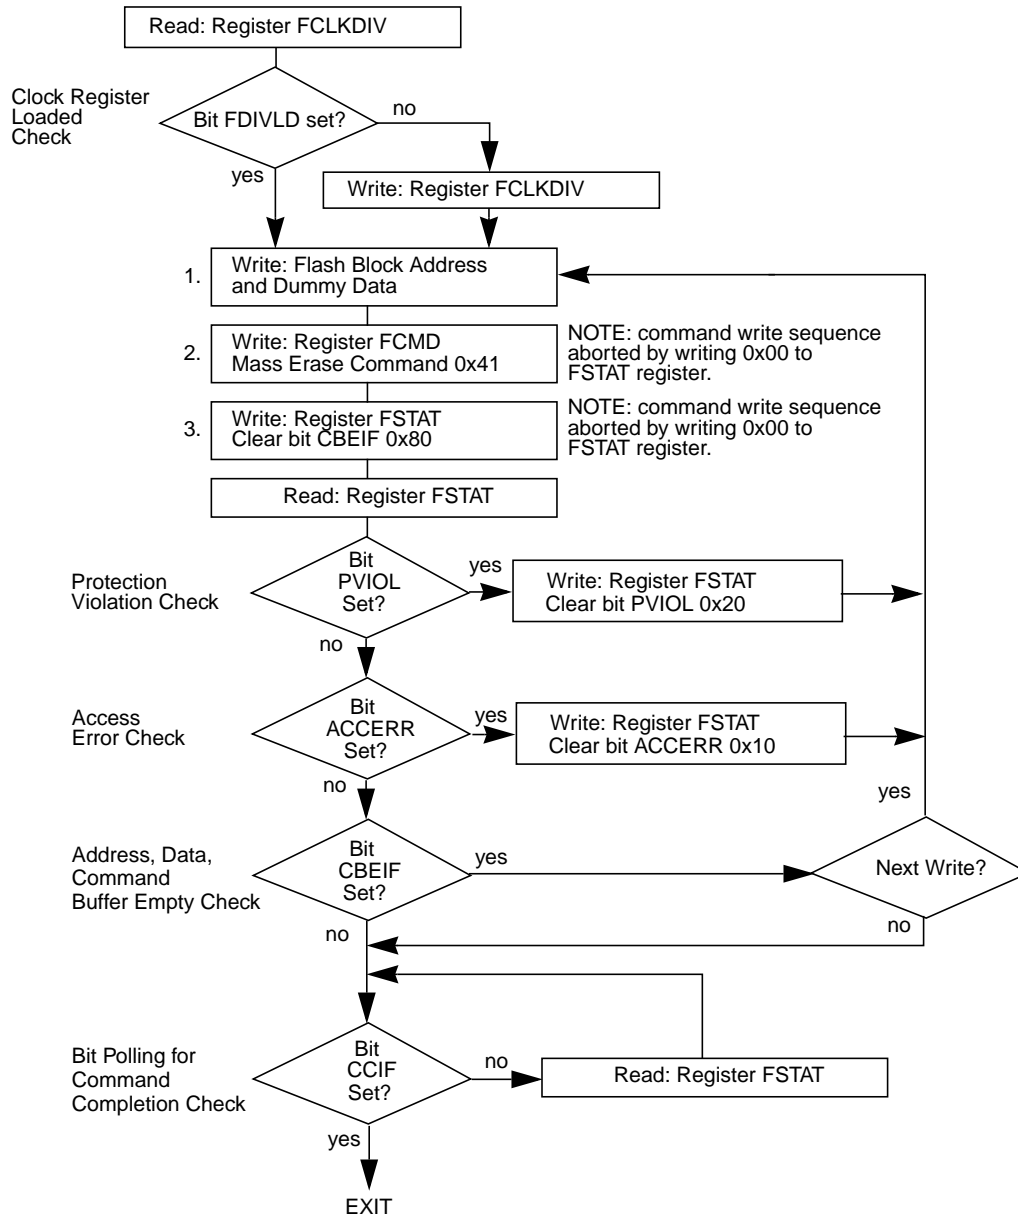 Read: Register FCLKDIV
Clock Register
Loaded
Check
Bit FDIVLD set?
no
yes
Write: Register FCLKDIV
1.
Write: Flash Block Address
and Dummy Data
2.
Write: Register FCMD
Mass Erase Command 0x41
NOTE: command write sequence
aborted by writing 0x00 to
FSTAT register.
3.
Write: Register FSTAT
Clear bit CBEIF 0x80
NOTE: command write sequence
aborted by writing 0x00 to
FSTAT register.
Read: Register FSTAT
Protection
Violation Check
Bit
PVIOL
Set?
yes
Write: Register FSTAT
Clear bit PVIOL 0x20
no
Access
Error Check
Bit
ACCERR
Set?
yes
Write: Register FSTAT
Clear bit ACCERR 0x10
no
yes
Address, Data,
Command
Buffer Empty Check
Bit
CBEIF
Set?
yes
Next Write?
no
no
Bit Polling for
Command
Completion Check
Bit
CCIF
Set?
no
Read: Register FSTAT
yes
EXIT